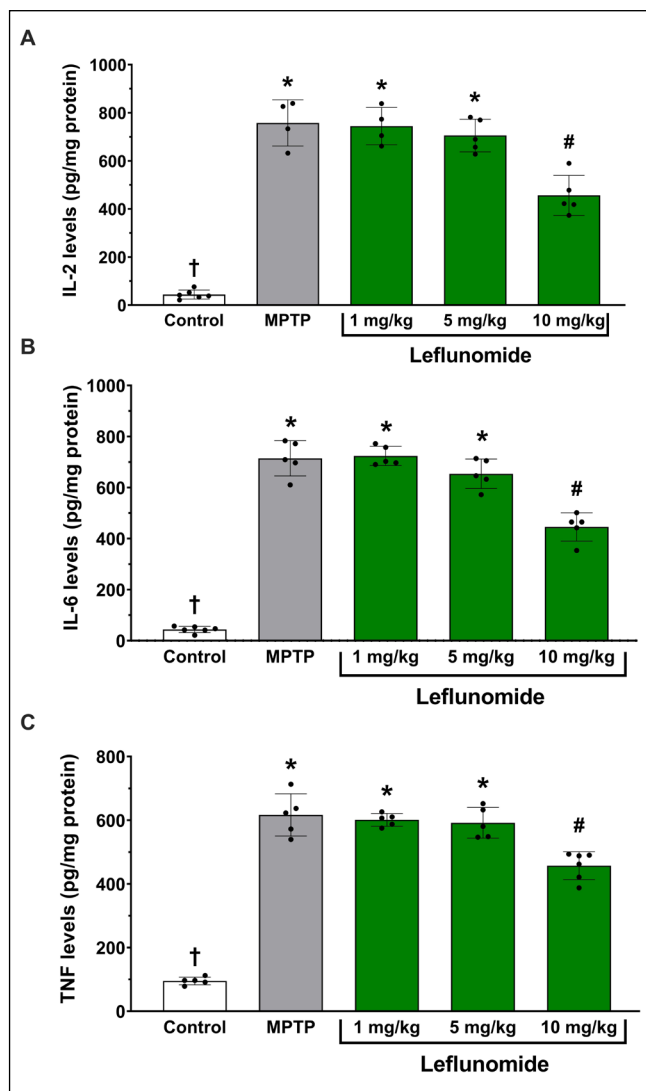 A
IL-2 levels (pg/mg protein)
1000
800
600
400
200
0
†
*
*
*
#
Control MPTP 1 mg/kg 5 mg/kg 10 mg/kg
Leflunomide
B
IL-6 levels (pg/mg protein)
1000
800
600
400
200
0
†
*
*
*
#
Control MPTP 1 mg/kg 5 mg/kg 10 mg/kg
Leflunomide
C
TNF levels (pg/mg protein)
800
600
400
200
0
†
*
*
*
#
Control MPTP 1 mg/kg 5 mg/kg 10 mg/kg
Leflunomide